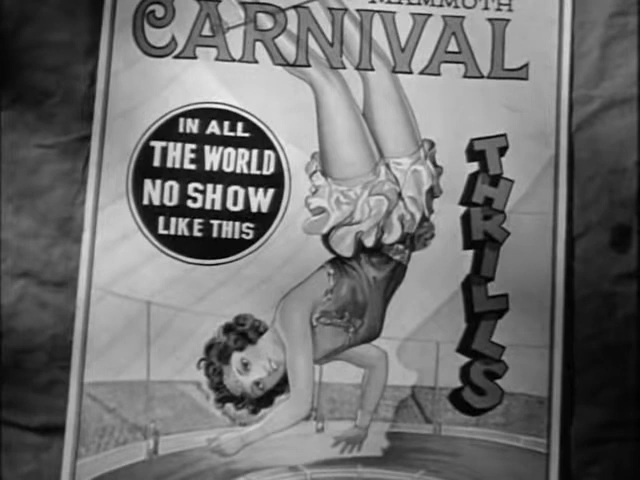 MAMMOTH
CARNIVAL
IN ALL
THE WORLD
NO SHOW
LIKE THIS
THRILLS